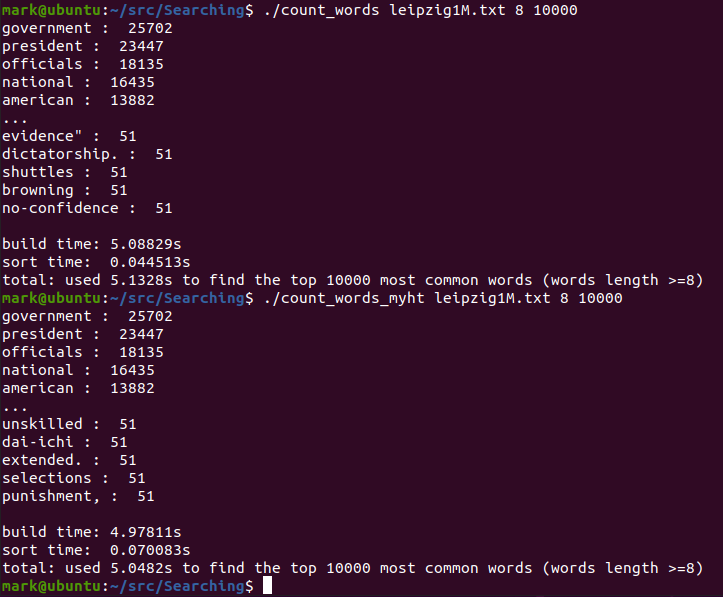 mark@ubuntu:~/src/Searching$ ./count_words leipzig1M.txt 8 10000
government :  25702
president :  23447
officials :  18135
national :  16435
american :  13882
...
evidence" :  51
dictatorship. :  51
shuttles :  51
browning :  51
no-confidence :  51

build time: 5.08829s
sort time:  0.044513s
total: used 5.1328s to find the top 10000 most common words (words length >=8)
mark@ubuntu:~/src/Searching$ ./count_words_myht leipzig1M.txt 8 10000
government :  25702
president :  23447
officials :  18135
national :  16435
american :  13882
...
unskilled :  51
dai-ichi :  51
extended. :  51
selections :  51
punishment, :  51

build time: 4.97811s
sort time:  0.070083s
total: used 5.0482s to find the top 10000 most common words (words length >=8)
mark@ubuntu:~/src/Searching$